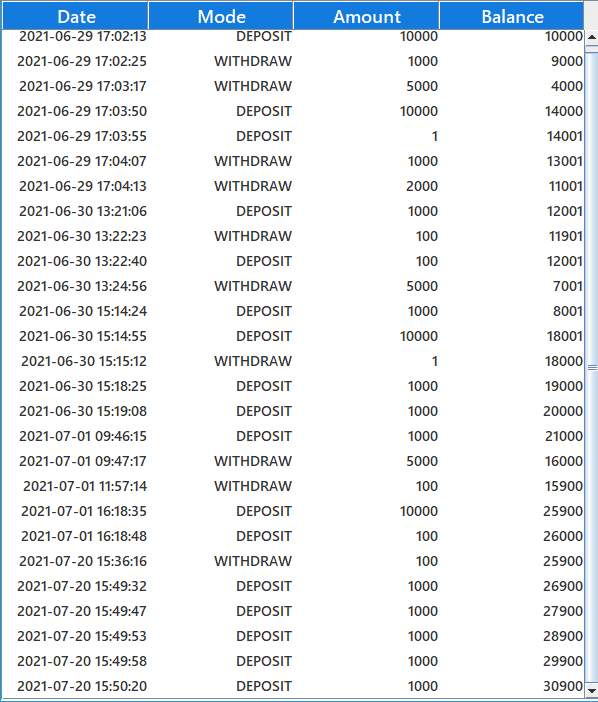 Date Mode Amount Balance
2021-06-29 17:02:13 DEPOSIT 10000 10000
2021-06-29 17:02:25 WITHDRAW 1000 9000
2021-06-29 17:03:17 WITHDRAW 5000 4000
2021-06-29 17:03:50 DEPOSIT 10000 14000
2021-06-29 17:03:55 DEPOSIT 1 14001
2021-06-29 17:04:07 WITHDRAW 1000 13001
2021-06-29 17:04:13 WITHDRAW 2000 11001
2021-06-30 13:21:06 DEPOSIT 1000 12001
2021-06-30 13:22:23 WITHDRAW 100 11901
2021-06-30 13:22:40 DEPOSIT 100 12001
2021-06-30 13:24:56 WITHDRAW 5000 7001
2021-06-30 15:14:24 DEPOSIT 1000 8001
2021-06-30 15:14:55 DEPOSIT 10000 18001
2021-06-30 15:15:12 WITHDRAW 1 18000
2021-06-30 15:18:25 DEPOSIT 1000 19000
2021-06-30 15:19:08 DEPOSIT 1000 20000
2021-07-01 09:46:15 DEPOSIT 1000 21000
2021-07-01 09:47:17 WITHDRAW 5000 16000
2021-07-01 11:57:14 WITHDRAW 100 15900
2021-07-01 16:18:35 DEPOSIT 10000 25900
2021-07-01 16:18:48 DEPOSIT 100 26000
2021-07-20 15:36:16 WITHDRAW 100 25900
2021-07-20 15:49:32 DEPOSIT 1000 26900
2021-07-20 15:49:47 DEPOSIT 1000 27900
2021-07-20 15:49:53 DEPOSIT 1000 28900
2021-07-20 15:49:58 DEPOSIT 1000 29900
2021-07-20 15:50:20 DEPOSIT 1000 30900